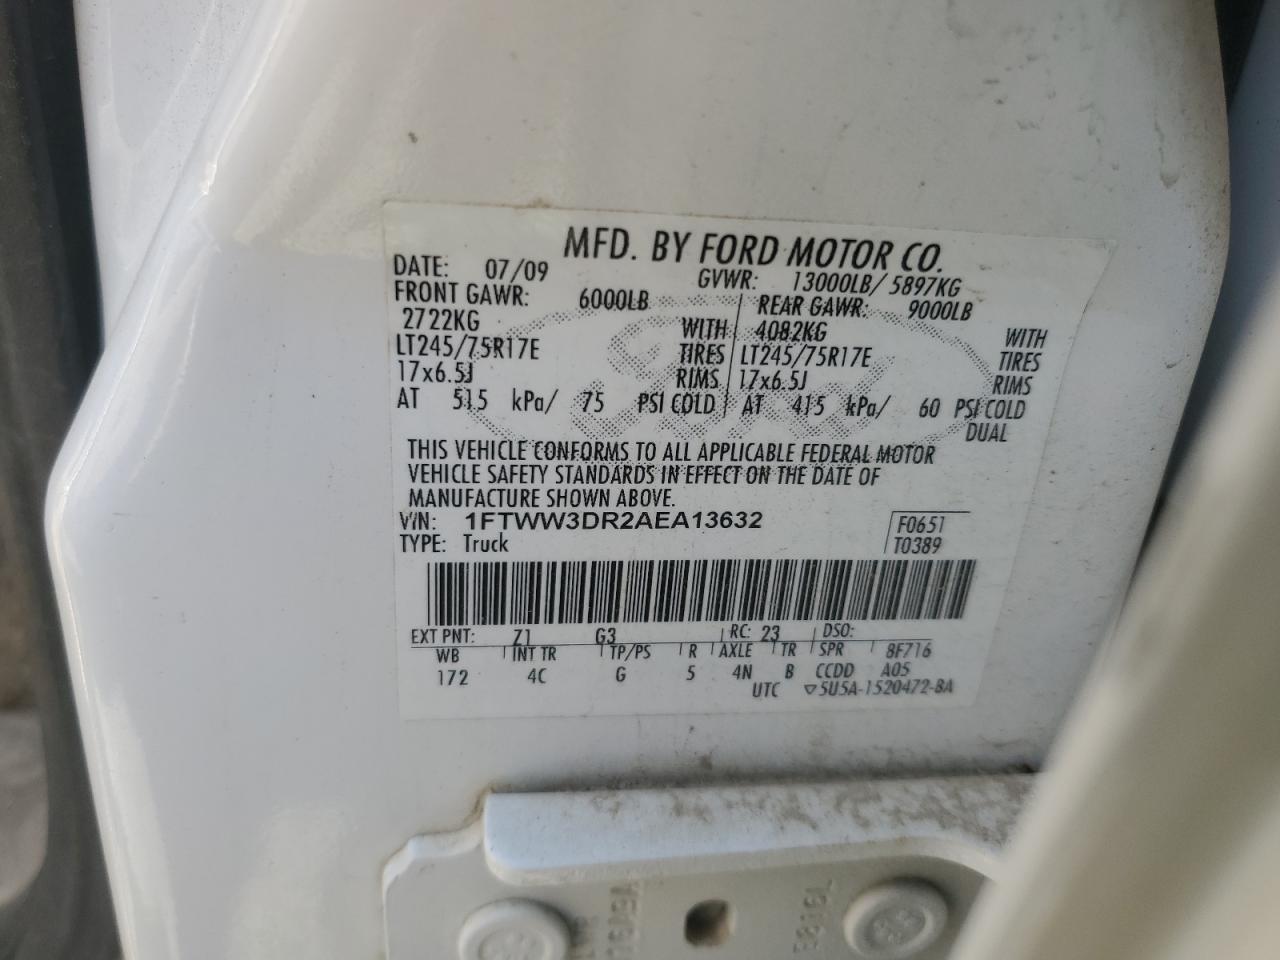 MFD. BY FORD MOTOR CO.
DATE: 07/09 GVWR: 13000LB/ 5897KG
FRONT GAWR: 6000LB REAR GAWR: 9000LB
2722KG WITH 4082KG WITH
LT245/75R17E TIRES LT245/75R17E TIRES
17x6.5J RIMS 17x6.5J RIMS
AT 515 kPa/ 75 PSI COLD AT 415 kPa/ 60 PSI COLD
DUAL
THIS VEHICLE CONFORMS TO ALL APPLICABLE FEDERAL MOTOR
VEHICLE SAFETY STANDARDS IN EFFECT ON THE DATE OF
MANUFACTURE SHOWN ABOVE.
VIN: 1FTWW3DR2AEA13632 F0651
TYPE: Truck T0389
EXT PNT: Z1 G3 RC: 23 DSO:
WB INT TR TP/PS R AXLE TR SPR 8F716
172 4C G 5 4N B CCDD A05
UTC ▽5U5A-1520472-BA